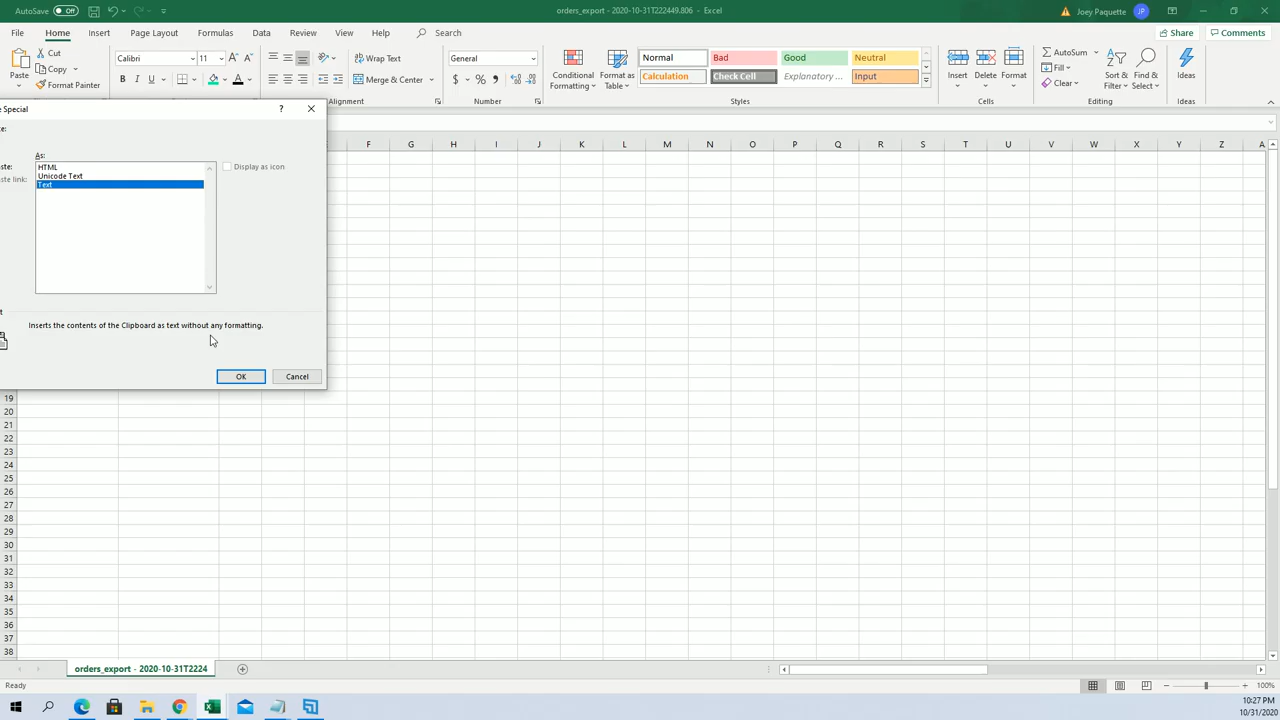 AutoSave Off
orders_export - 2020-10-31T222449.806 - Excel
Joey Paquette JP
File Home Insert Page Layout Formulas Data Review View Help Search
Share Comments
Paste
Cut
Copy
Format Painter
Calibri 11
B I U
Wrap Text
Merge & Center
Alignment
General
Number
Conditional Formatting
Format as Table
Normal Bad Good Neutral
Calculation Check Cell Explanatory ... Input
Styles
Insert Delete Format
Cells
AutoSum
Fill
Clear
Sort & Filter
Find & Select
Editing
Ideas
Ideas
Special
As:
HTML
Unicode Text
Text
Display as icon
Inserts the contents of the Clipboard as text without any formatting.
OK Cancel
F G H I J K L M N O P Q R S T U V W X Y Z
19
20
21
22
23
24
25
26
27
28
29
30
31
32
33
34
35
36
37
38
orders_export - 2020-10-31T2224
Ready
100%
10:27 PM
10/31/2020